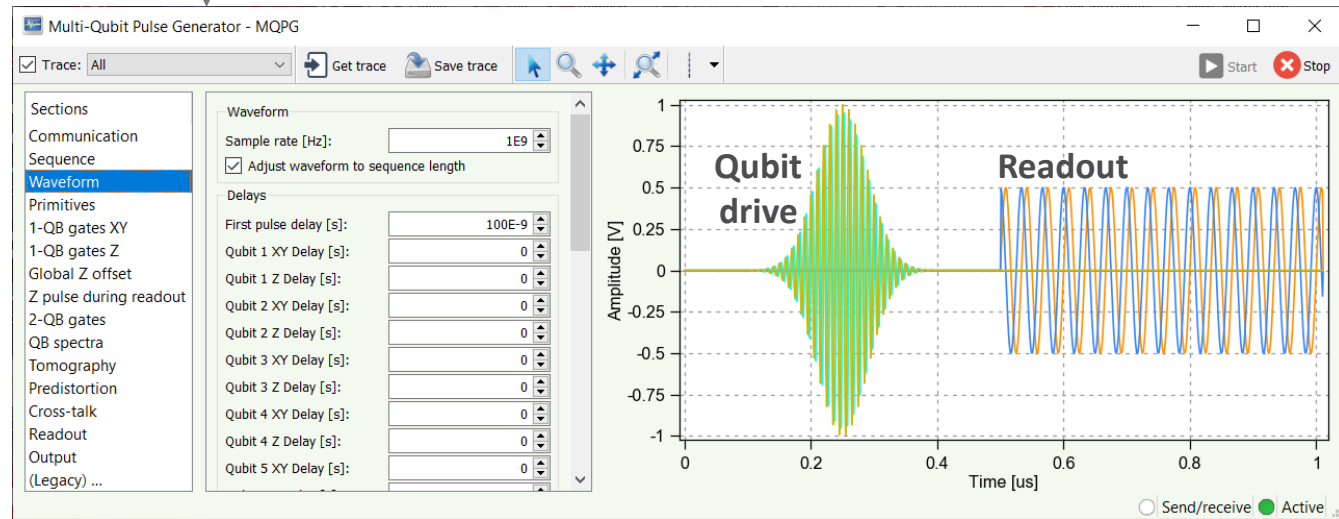 Multi-Qubit Pulse Generator - MQPG
Trace: All Get trace Save trace Start Stop
Sections
Communication
Sequence
Waveform
Primitives
1-QB gates XY
1-QB gates Z
Global Z offset
Z pulse during readout
2-QB gates
QB spectra
Tomography
Predistortion
Cross-talk
Readout
Output
(Legacy) ...
Waveform
Sample rate [Hz]: 1E9
Adjust waveform to sequence length
Delays
First pulse delay [s]: 100E-9
Qubit 1 XY Delay [s]: 0
Qubit 1 Z Delay [s]: 0
Qubit 2 XY Delay [s]: 0
Qubit 2 Z Delay [s]: 0
Qubit 3 XY Delay [s]: 0
Qubit 3 Z Delay [s]: 0
Qubit 4 XY Delay [s]: 0
Qubit 4 Z Delay [s]: 0
Qubit 5 XY Delay [s]: 0
Amplitude [V]
1
0.75
0.5
0.25
0
-0.25
-0.5
-0.75
-1
Qubit
drive
Readout
0 0.2 0.4 0.6 0.8 1
Time [us]
Send/receive Active